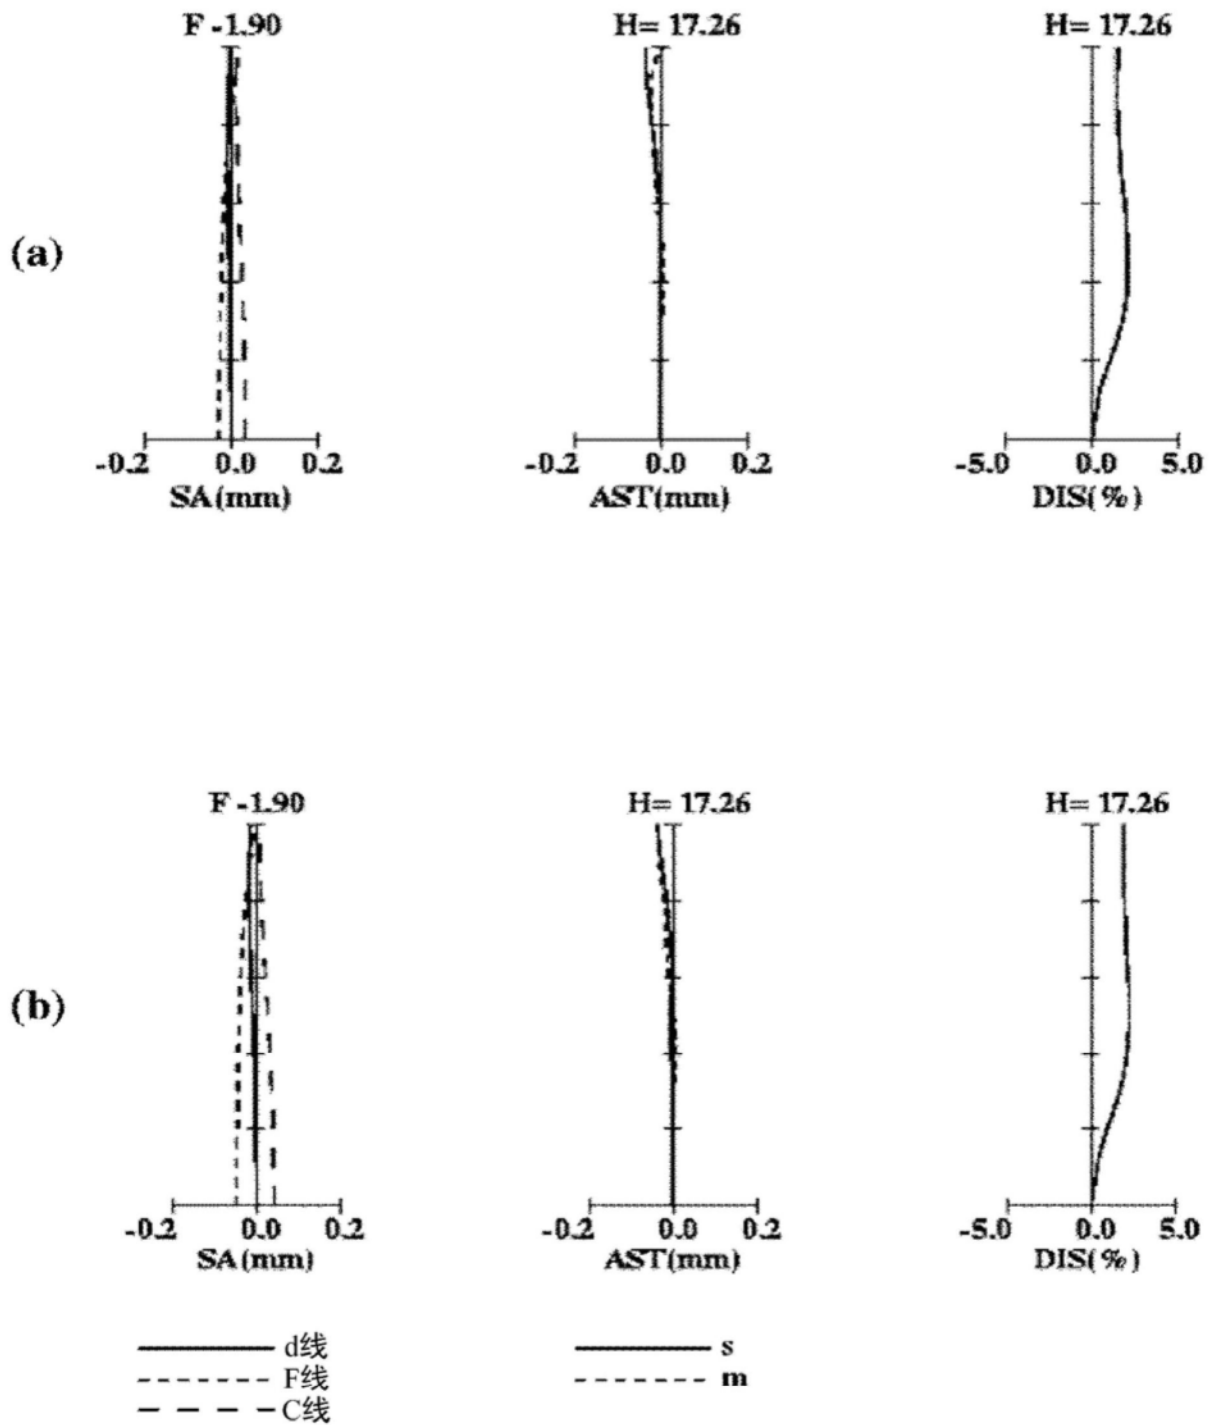 F -1.90 H= 17.26 H= 17.26
(a)
-0.2 0.0 0.2 -0.2 0.0 0.2 -5.0 0.0 5.0
SA(mm) AST(mm) DIS(%)
F -1.90 H= 17.26 H= 17.26
(b)
-0.2 0.0 0.2 -0.2 0.0 0.2 -5.0 0.0 5.0
SA(mm) AST(mm) DIS(%)
d线 s
F线 m
C线